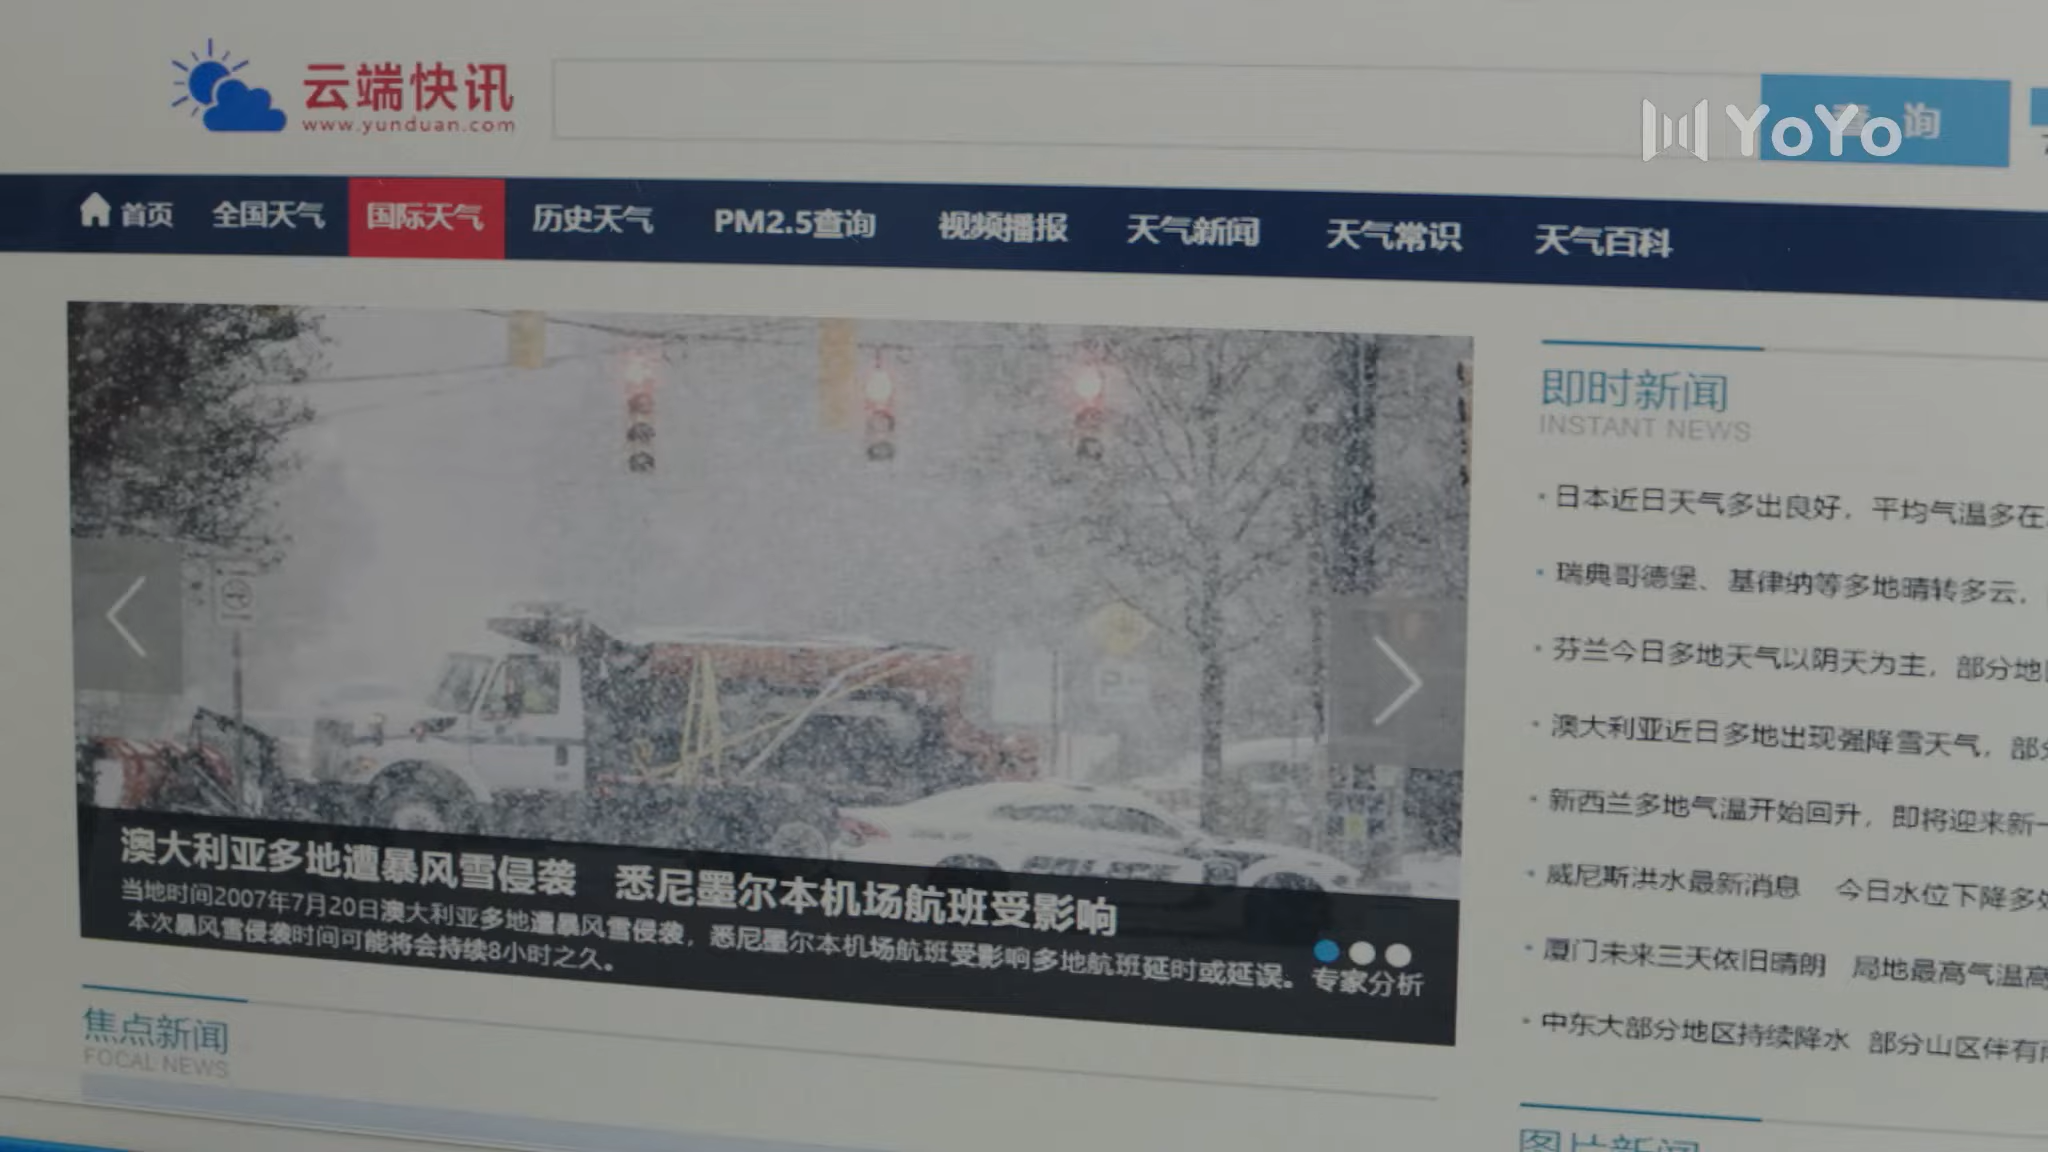 云端快讯
www.yunduan.com
询
YOYO
首页 全国天气 国际天气 历史天气 PM2.5查询 视频播报 天气新闻 天气常识 天气百科
即时新闻
INSTANT NEWS
日本近日天气多出良好，平均气温多在
瑞典哥德堡、基律纳等多地晴转多云，
芬兰今日多地天气以阴天为主，部分地
澳大利亚近日多地出现强降雪天气，部
新西兰多地气温开始回升，即将迎来新一
威尼斯洪水最新消息 今日水位下降多
厦门未来三天依旧晴朗 局地最高气温高
中东大部分地区持续降水 部分山区伴有
澳大利亚多地遭暴风雪侵袭 悉尼墨尔本机场航班受影响
当地时间2007年7月20日澳大利亚多地遭暴风雪侵袭，悉尼墨尔本机场航班受影响多地航班延时或延误。
本次暴风雪侵袭时间可能将会持续8小时之久。
专家分析
焦点新闻
FOCAL NEWS
图片新闻